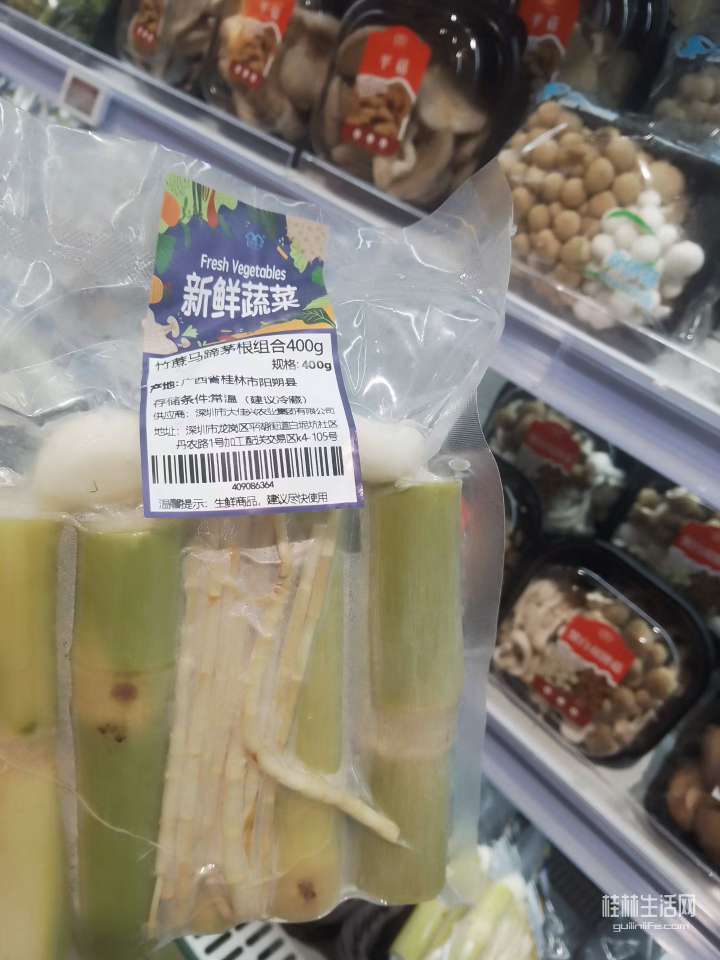 Fresh Vegetables
新鲜蔬菜
竹蔗马蹄茅根组合400g
规格: 400g
产地:广西省桂林市阳朔县
存储条件:常温（建议冷藏）
供应商：深圳市大佳兴农业集团有限公司
地址：深圳市龙岗区平湖街道白坭坑社区
丹农路1号加工配送交易区k4-105号
409086364
温馨提示：生鲜商品，建议尽快使用
桂林生活网
guilinlife.com